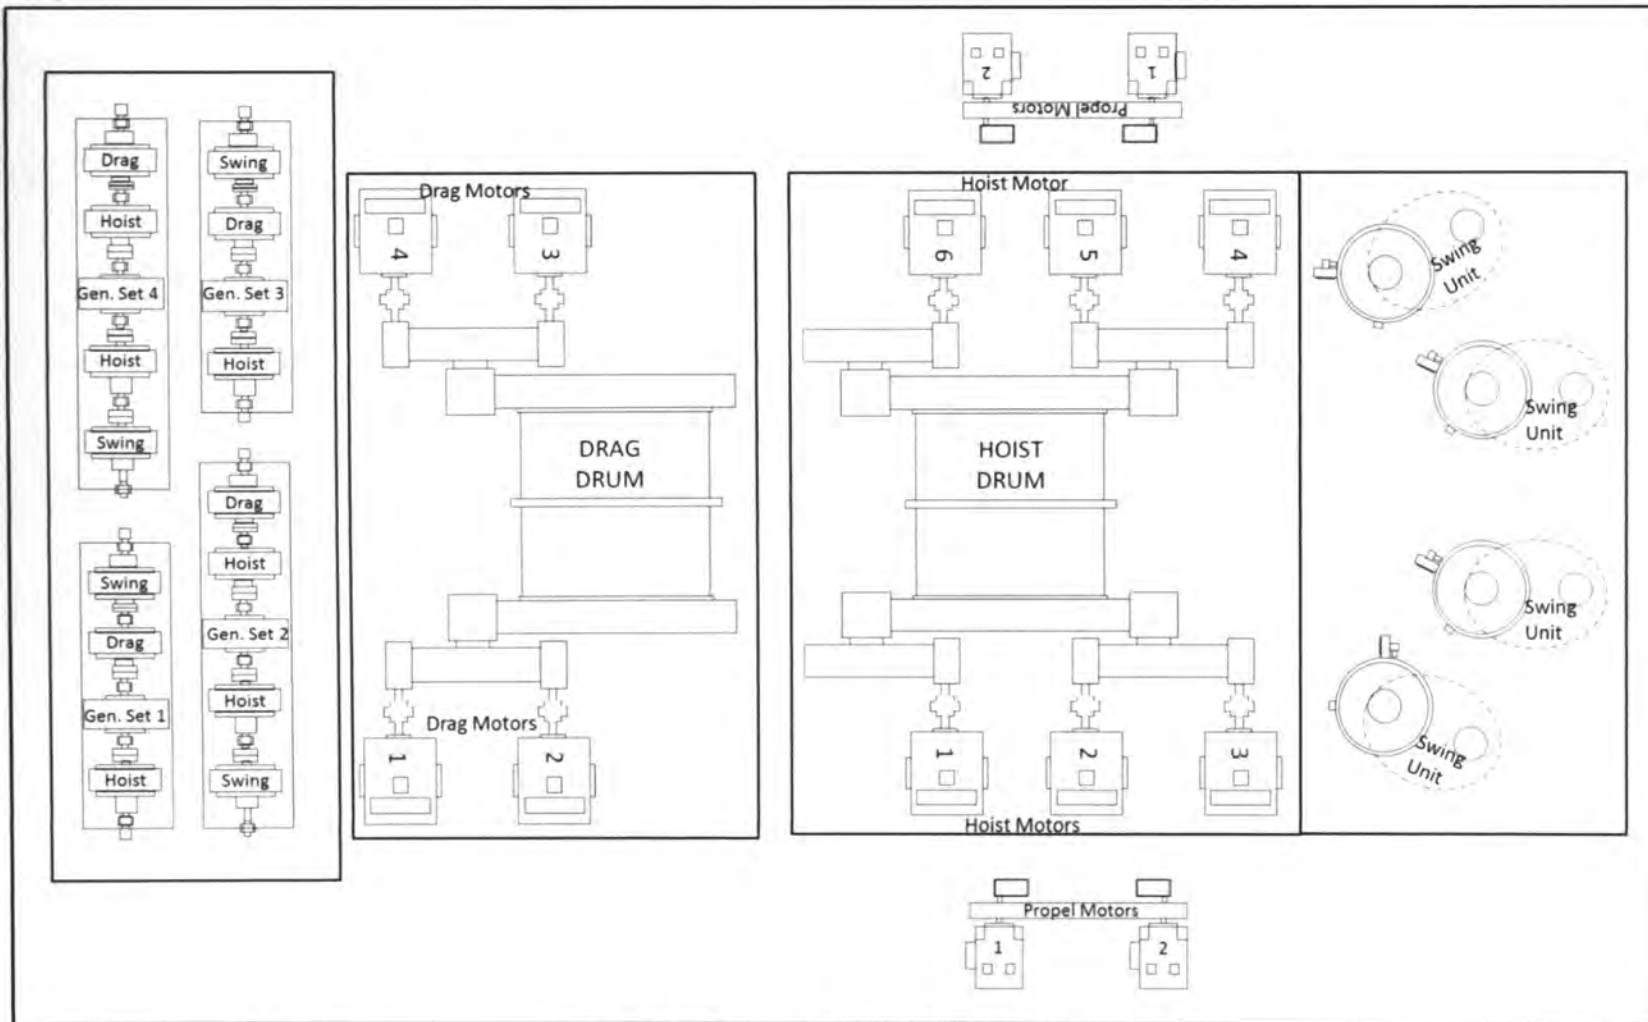 2
1
Propel Motors
Drag
Hoist
Gen. Set 4
Hoist
Swing
Swing
Drag
Gen. Set 3
Hoist
Swing
Drag
Gen. Set 1
Hoist
Drag
Hoist
Gen. Set 2
Hoist
Swing
Drag Motors
4
3
DRAG
DRUM
Drag Motors
1
2
Hoist Motor
6
5
4
HOIST
DRUM
1
2
3
Hoist Motors
Swing
Unit
Swing
Unit
Swing
Unit
Swing
Unit
Propel Motors
1
2